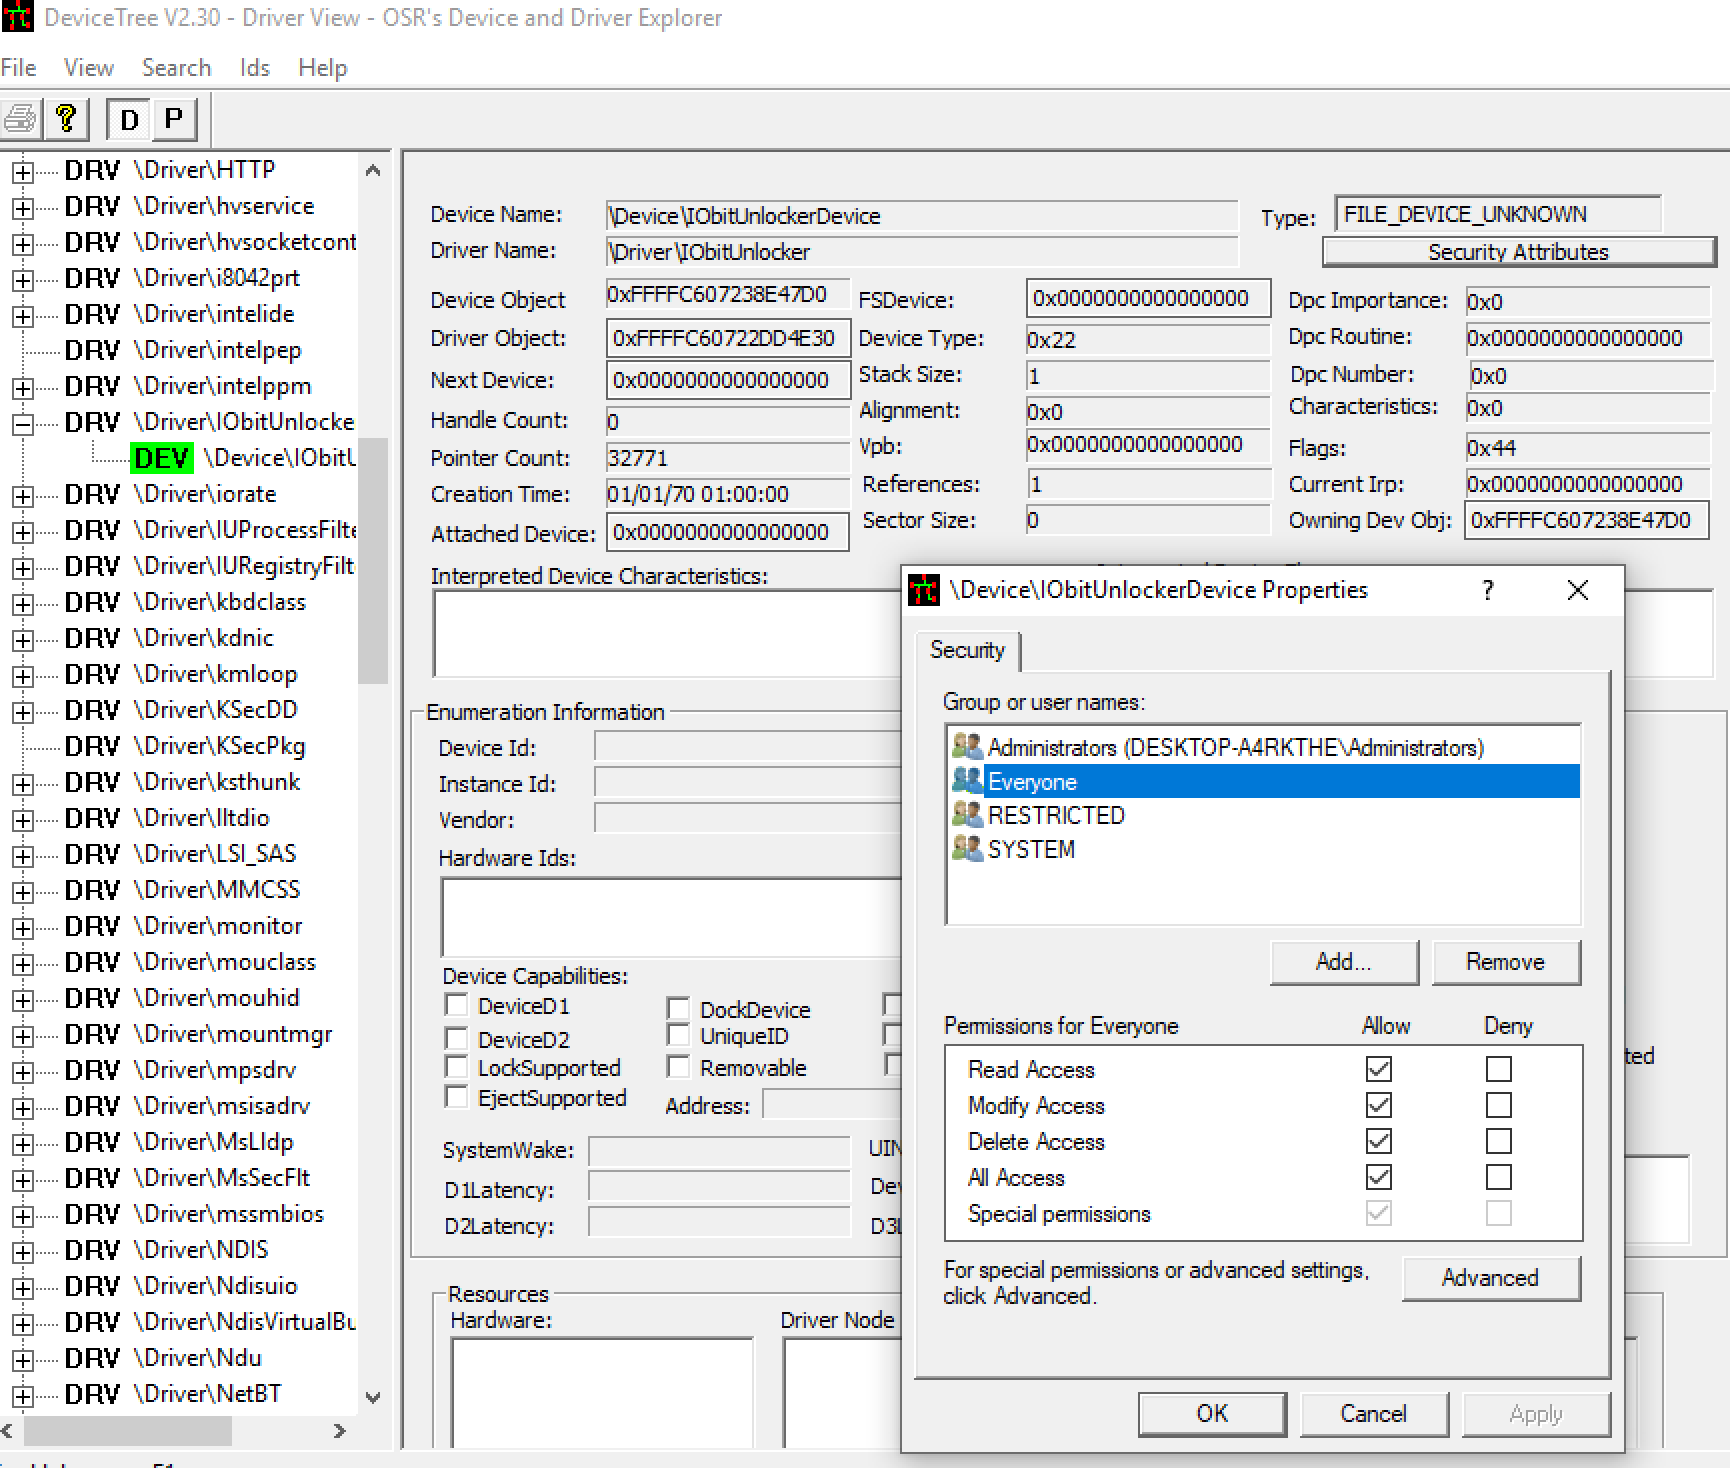 DeviceTree V2.30 - Driver View - OSR's Device and Driver Explorer
File View Search Ids Help
? D P
DRV \Driver\HTTP
DRV \Driver\hvservice
DRV \Driver\hvsocketcont
DRV \Driver\i8042prt
DRV \Driver\intelide
DRV \Driver\intelpep
DRV \Driver\intelppm
DRV \Driver\IObitUnlocke
DEV \Device\IObitL
DRV \Driver\iorate
DRV \Driver\IUProcessFilte
DRV \Driver\IURegistryFilt
DRV \Driver\kbdclass
DRV \Driver\kdnic
DRV \Driver\kmloop
DRV \Driver\KSecDD
DRV \Driver\KSecPkg
DRV \Driver\ksthunk
DRV \Driver\lltdio
DRV \Driver\LSI_SAS
DRV \Driver\MMCSS
DRV \Driver\monitor
DRV \Driver\mouclass
DRV \Driver\mouhid
DRV \Driver\mountmgr
DRV \Driver\mpsdrv
DRV \Driver\msisadrv
DRV \Driver\MsLldp
DRV \Driver\MsSecFlt
DRV \Driver\mssmbios
DRV \Driver\NDIS
DRV \Driver\Ndisuio
DRV \Driver\NdisVirtualBu
DRV \Driver\Ndu
DRV \Driver\NetBT
Device Name: \Device\IObitUnlockerDevice Type: FILE_DEVICE_UNKNOWN
Driver Name: \Driver\IObitUnlocker Security Attributes
Device Object 0xFFFFC607238E47D0 FSDevice: 0x0000000000000000 Dpc Importance: 0x0
Driver Object: 0xFFFFC60722DD4E30 Device Type: 0x22 Dpc Routine: 0x0000000000000000
Next Device: 0x0000000000000000 Stack Size: 1 Dpc Number: 0x0
Handle Count: 0 Alignment: 0x0 Characteristics: 0x0
Pointer Count: 32771 Vpb: 0x0000000000000000 Flags: 0x44
Creation Time: 01/01/70 01:00:00 References: 1 Current Irp: 0x0000000000000000
Attached Device: 0x0000000000000000 Sector Size: 0 Owning Dev Obj: 0xFFFFC607238E47D0
Interpreted Device Characteristics:
Enumeration Information
Device Id:
Instance Id:
Vendor:
Hardware Ids:
Device Capabilities:
DeviceD1 DockDevice
DeviceD2 UniqueID
LockSupported Removable
EjectSupported Address:
SystemWake: UIN
D1Latency: Dev
D2Latency: D3L
ted
Resources
Hardware: Driver Node
\Device\IObitUnlockerDevice Properties ?
Security
Group or user names:
Administrators (DESKTOP-A4RKTHE\Administrators)
Everyone
RESTRICTED
SYSTEM
Add... Remove
Permissions for Everyone Allow Deny
Read Access
Modify Access
Delete Access
All Access
Special permissions
For special permissions or advanced settings,
click Advanced.
Advanced
OK Cancel Apply